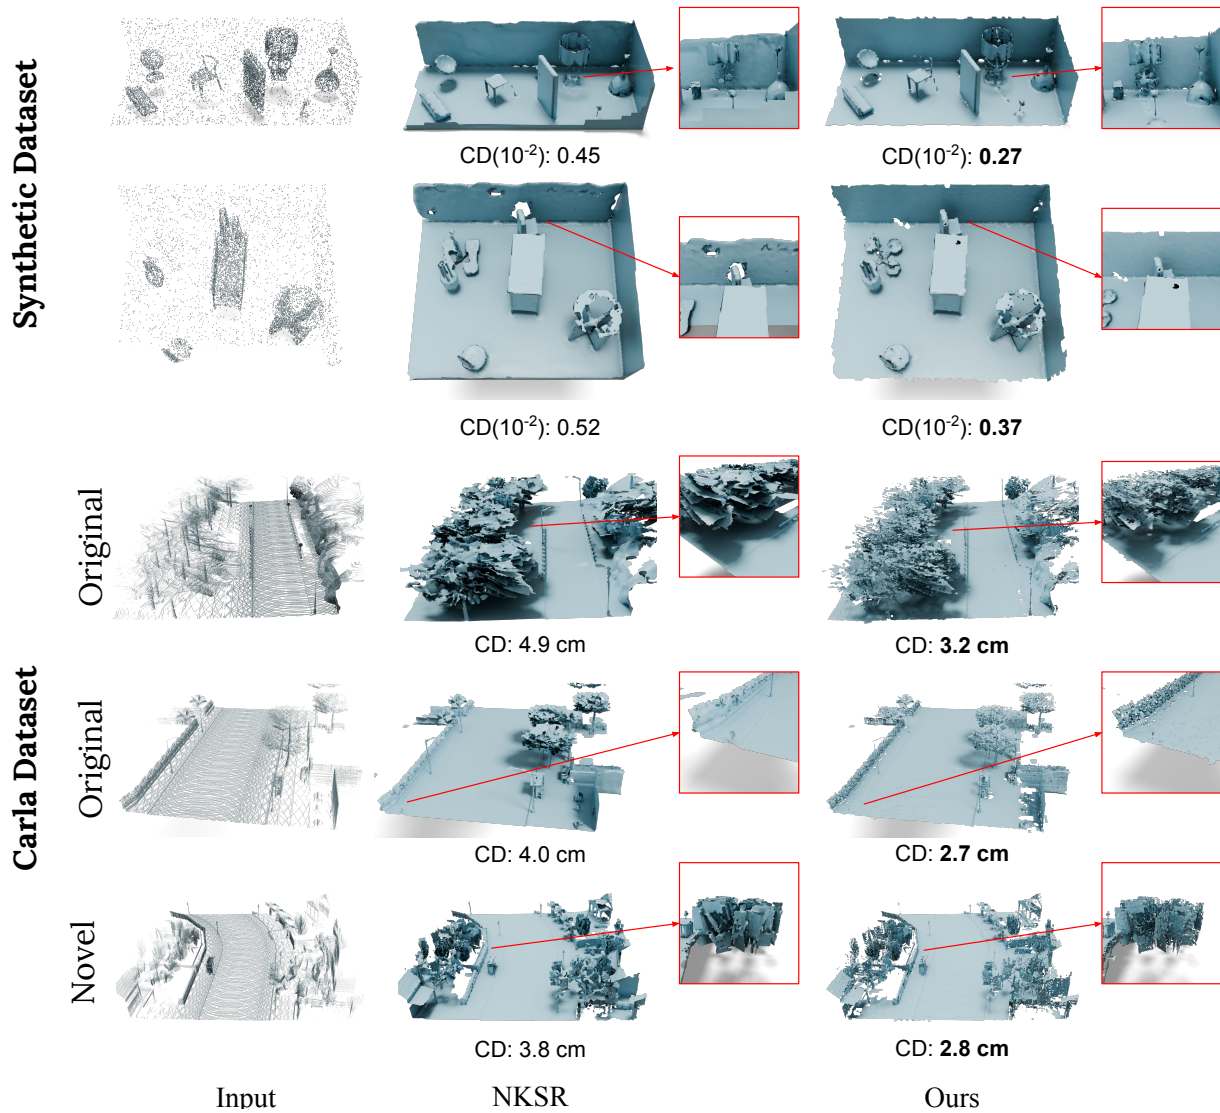 Synthetic Dataset
CD(10-2): 0.45
CD(10-2): 0.27
CD(10-2): 0.52
CD(10-2): 0.37
Carla Dataset
Original
CD: 4.9 cm
CD: 3.2 cm
Original
CD: 4.0 cm
CD: 2.7 cm
Novel
CD: 3.8 cm
CD: 2.8 cm
Input
NKSR
Ours